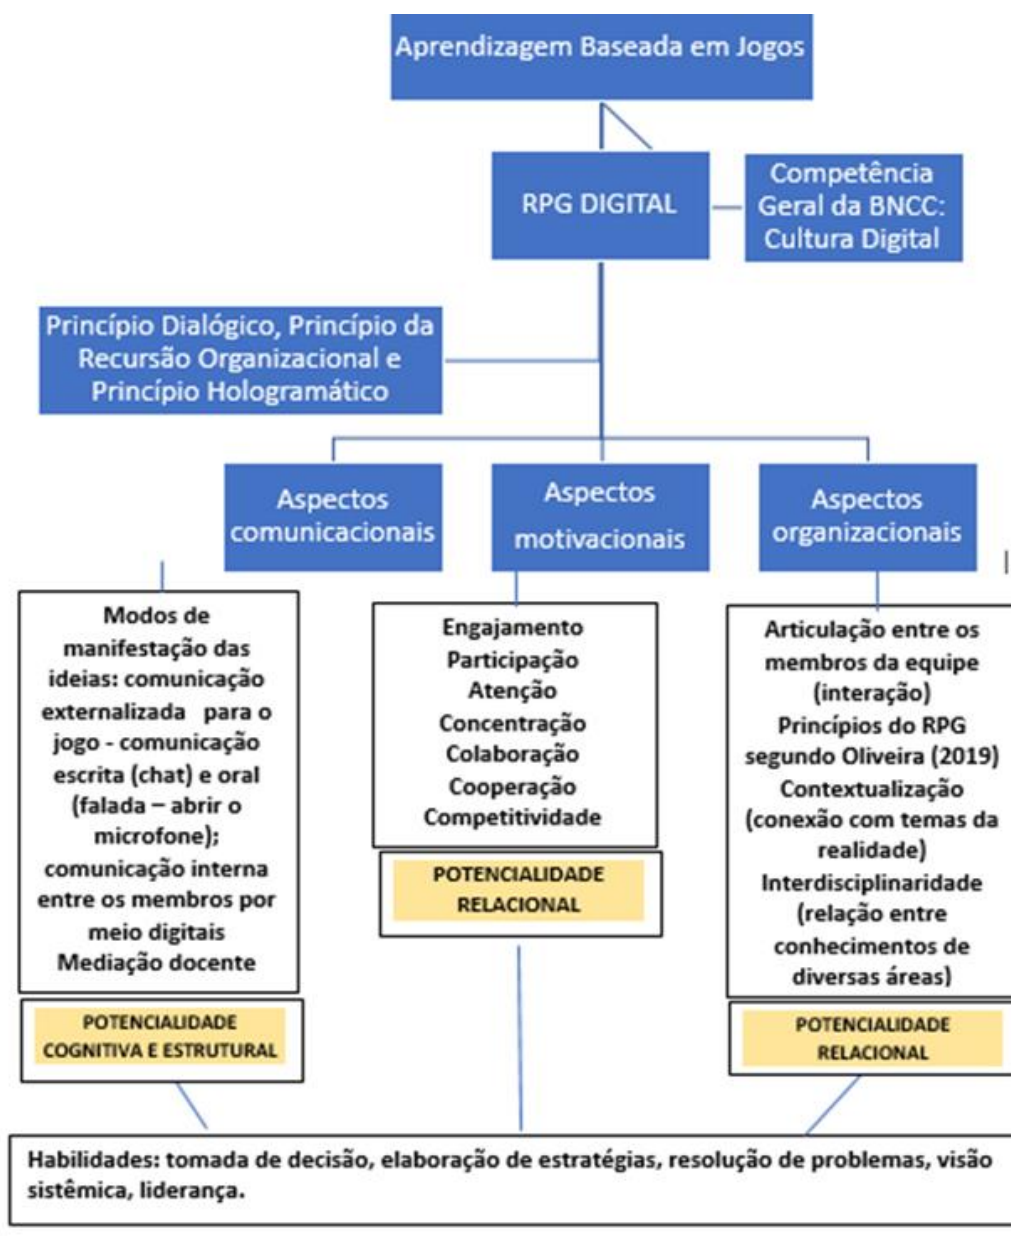 Aprendizagem Baseada em Jogos
RPG DIGITAL
Competência
Geral da BNCC:
Cultura Digital
Princípio Dialógico, Princípio da
Recursão Organizacional e
Princípio Hologramático
Aspectos
comunicacionais
Aspectos
motivacionais
Aspectos
organizacionais
Modos de
manifestação das
ideias: comunicação
externalizada para o
jogo - comunicação
escrita (chat) e oral
(falada – abrir o
microfone);
comunicação interna
entre os membros por
meio digitais
Mediação docente
POTENCIALIDADE
COGNITIVA E ESTRUTURAL
Engajamento
Participação
Atenção
Concentração
Colaboração
Cooperação
Competitividade
POTENCIALIDADE
RELACIONAL
Articulação entre os
membros da equipe
(interação)
Princípios do RPG
segundo Oliveira (2019)
Contextualização
(conexão com temas da
realidade)
Interdisciplinaridade
(relação entre
conhecimentos de
diversas áreas)
POTENCIALIDADE
RELACIONAL
Habilidades: tomada de decisão, elaboração de estratégias, resolução de problemas, visão
sistêmica, liderança.